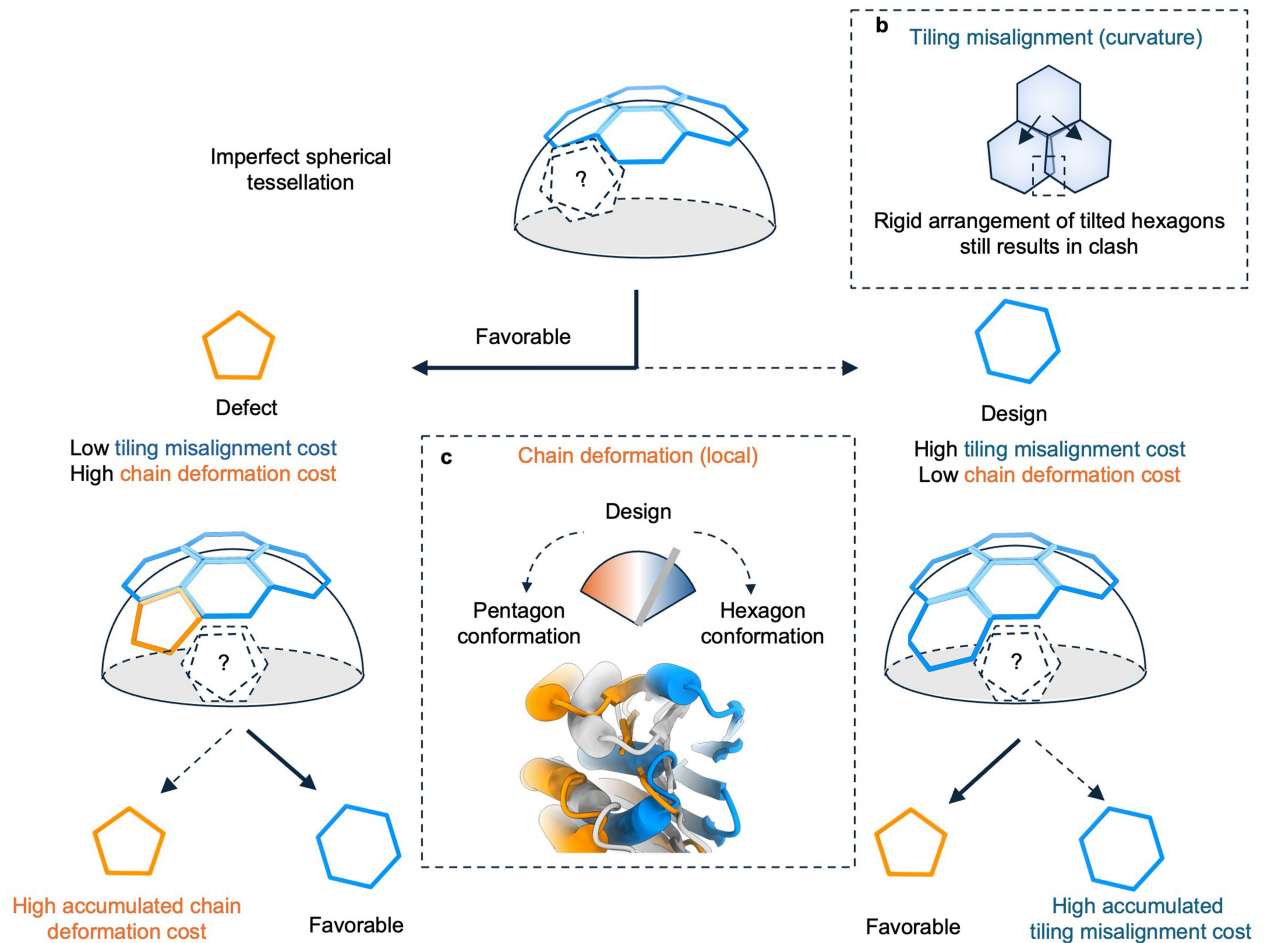 b
Tiling misalignment (curvature)
Imperfect spherical
tessellation
?
Rigid arrangement of tilted hexagons
still results in clash
Favorable
Defect
Low tiling misalignment cost
High chain deformation cost
Design
High tiling misalignment cost
Low chain deformation cost
c
Chain deformation (local)
Design
Pentagon
conformation
Hexagon
conformation
?
?
High accumulated chain
deformation cost
Favorable
Favorable
High accumulated
tiling misalignment cost